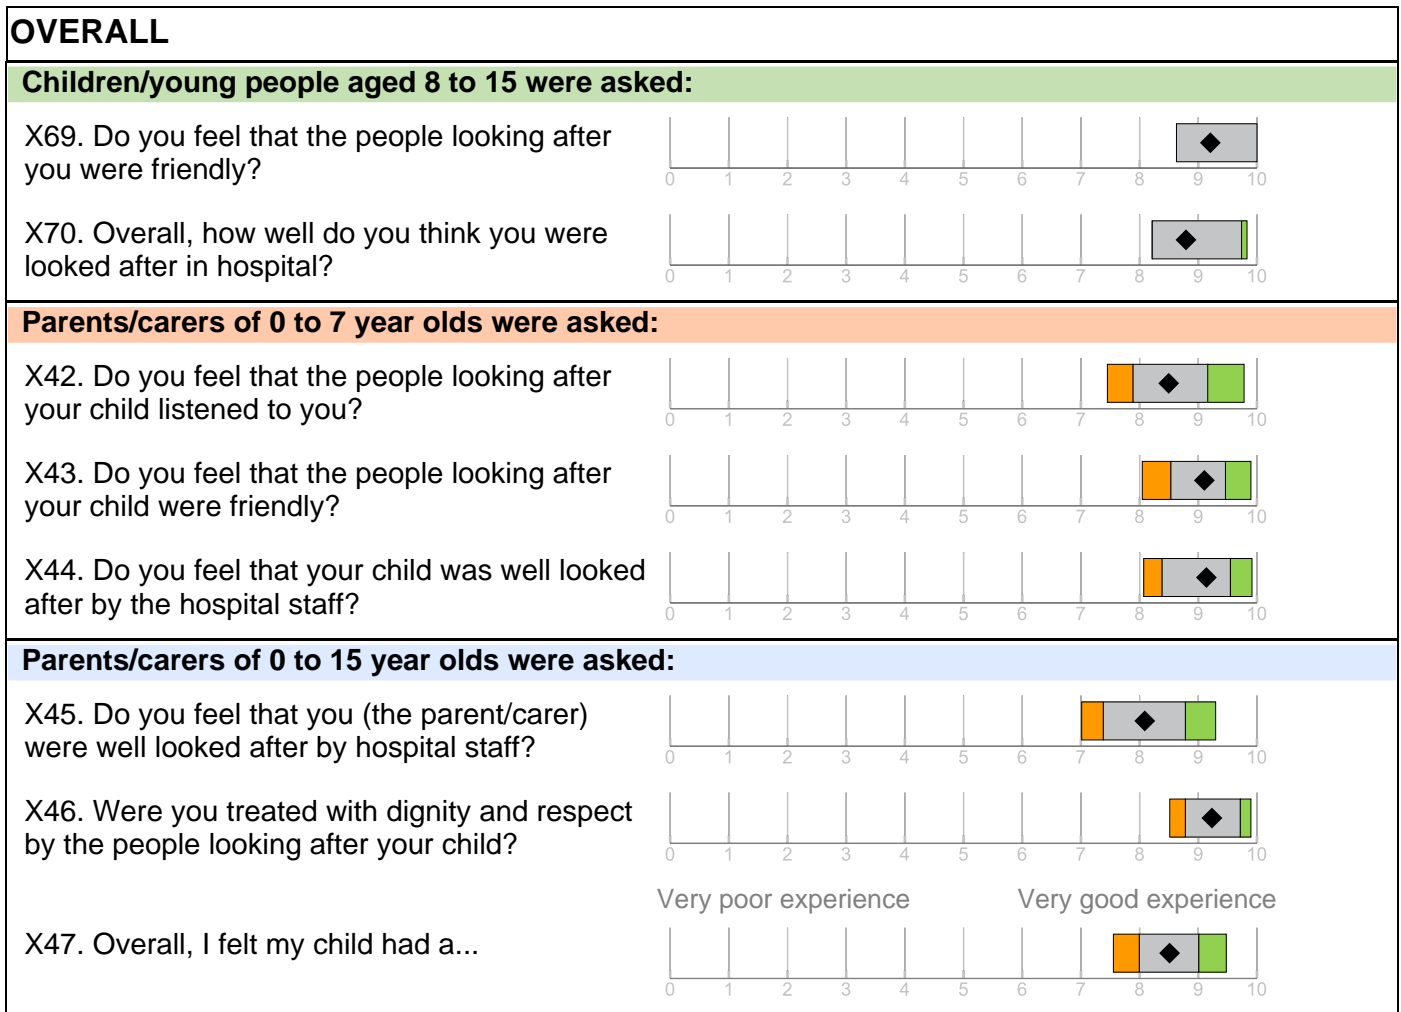 OVERALL
Children/young people aged 8 to 15 were asked:
X69. Do you feel that the people looking after
you were friendly?
0 1 2 3 4 5 6 7 8 9 10
X70. Overall, how well do you think you were
looked after in hospital?
0 1 2 3 4 5 6 7 8 9 10
Parents/carers of 0 to 7 year olds were asked:
X42. Do you feel that the people looking after
your child listened to you?
0 1 2 3 4 5 6 7 8 9 10
X43. Do you feel that the people looking after
your child were friendly?
0 1 2 3 4 5 6 7 8 9 10
X44. Do you feel that your child was well looked
after by the hospital staff?
0 1 2 3 4 5 6 7 8 9 10
Parents/carers of 0 to 15 year olds were asked:
X45. Do you feel that you (the parent/carer)
were well looked after by hospital staff?
0 1 2 3 4 5 6 7 8 9 10
X46. Were you treated with dignity and respect
by the people looking after your child?
0 1 2 3 4 5 6 7 8 9 10
Very poor experience Very good experience
X47. Overall, I felt my child had a...
0 1 2 3 4 5 6 7 8 9 10